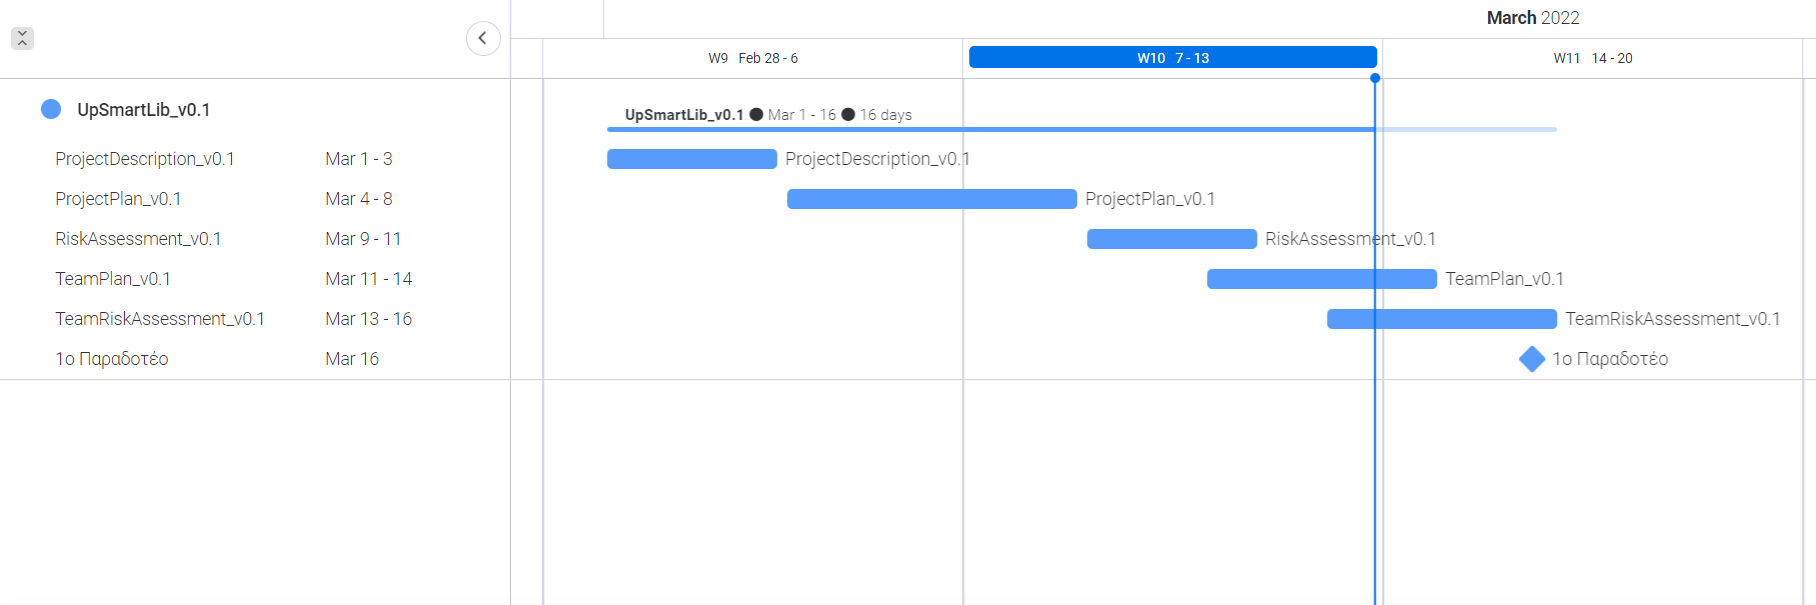 March 2022
W9 Feb 28 - 6
W10 7 - 13
W11 14 - 20
UpSmartLib_v0.1
UpSmartLib_v0.1 ● Mar 1 - 16 ● 16 days
ProjectDescription_v0.1 Mar 1 - 3
ProjectDescription_v0.1
ProjectPlan_v0.1 Mar 4 - 8
ProjectPlan_v0.1
RiskAssessment_v0.1 Mar 9 - 11
RiskAssessment_v0.1
TeamPlan_v0.1 Mar 11 - 14
TeamPlan_v0.1
TeamRiskAssessment_v0.1 Mar 13 - 16
TeamRiskAssessment_v0.1
1ο Παραδοτέο Mar 16
1ο Παραδοτέο